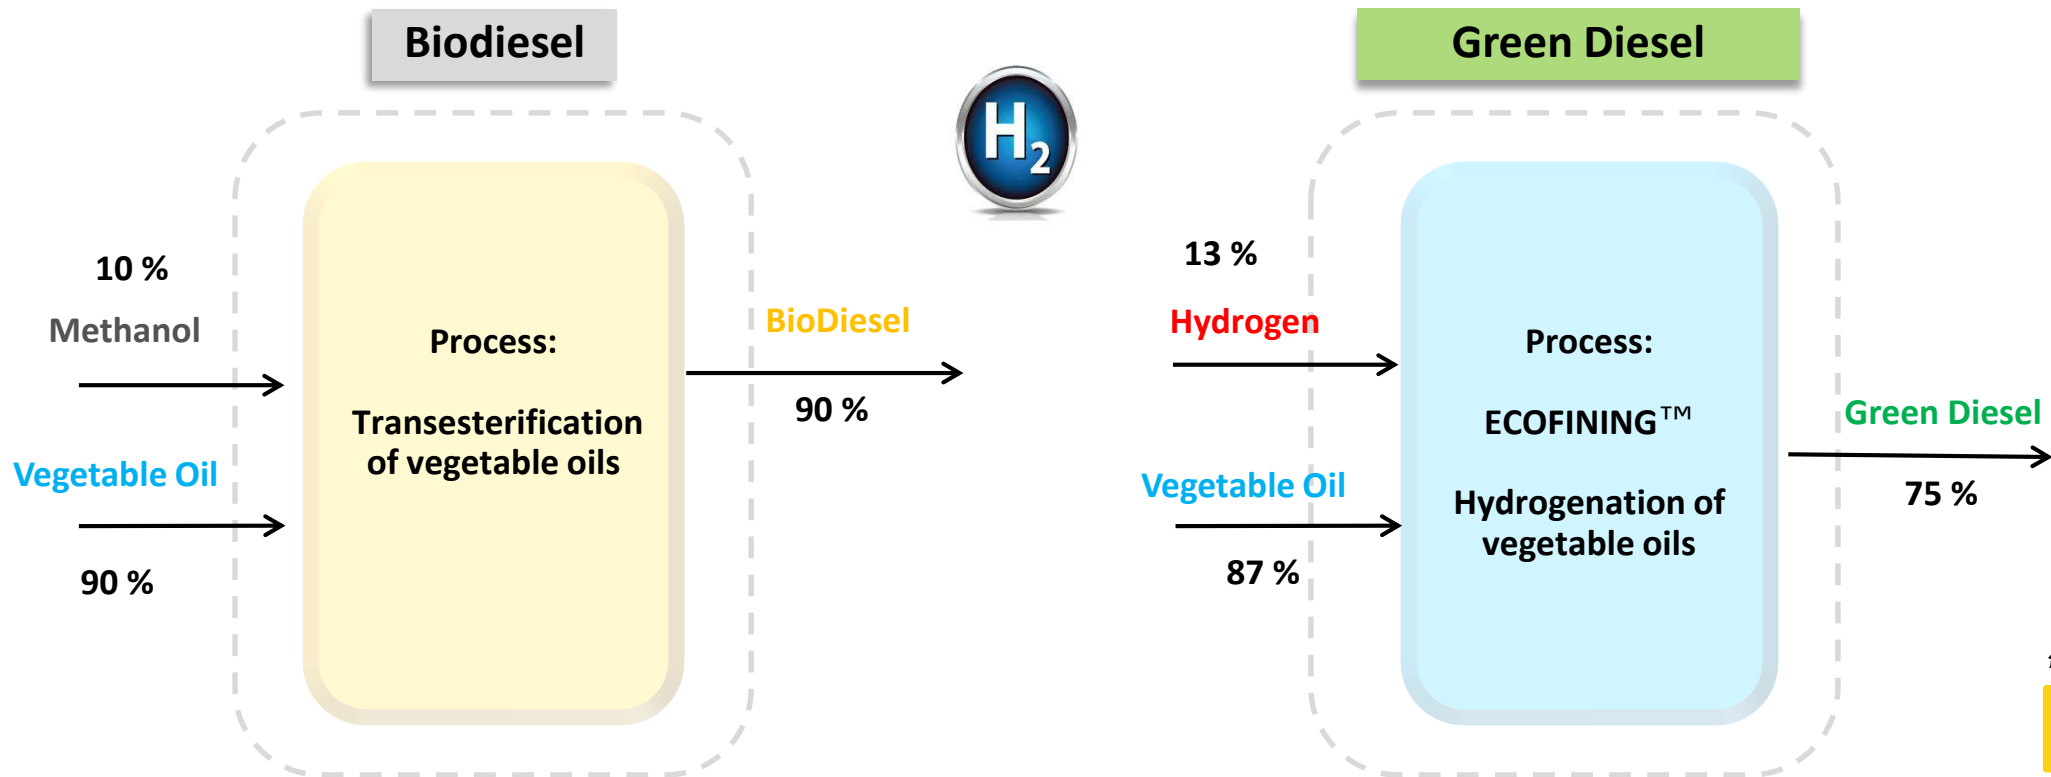 Biodiesel
10 %
Methanol
Vegetable Oil
90 %
Process:
Transesterification
of vegetable oils
BioDiesel
90 %
H2
Green Diesel
13 %
Hydrogen
Vegetable Oil
87 %
Process:
ECOFINING™
Hydrogenation of
vegetable oils
Green Diesel
75 %